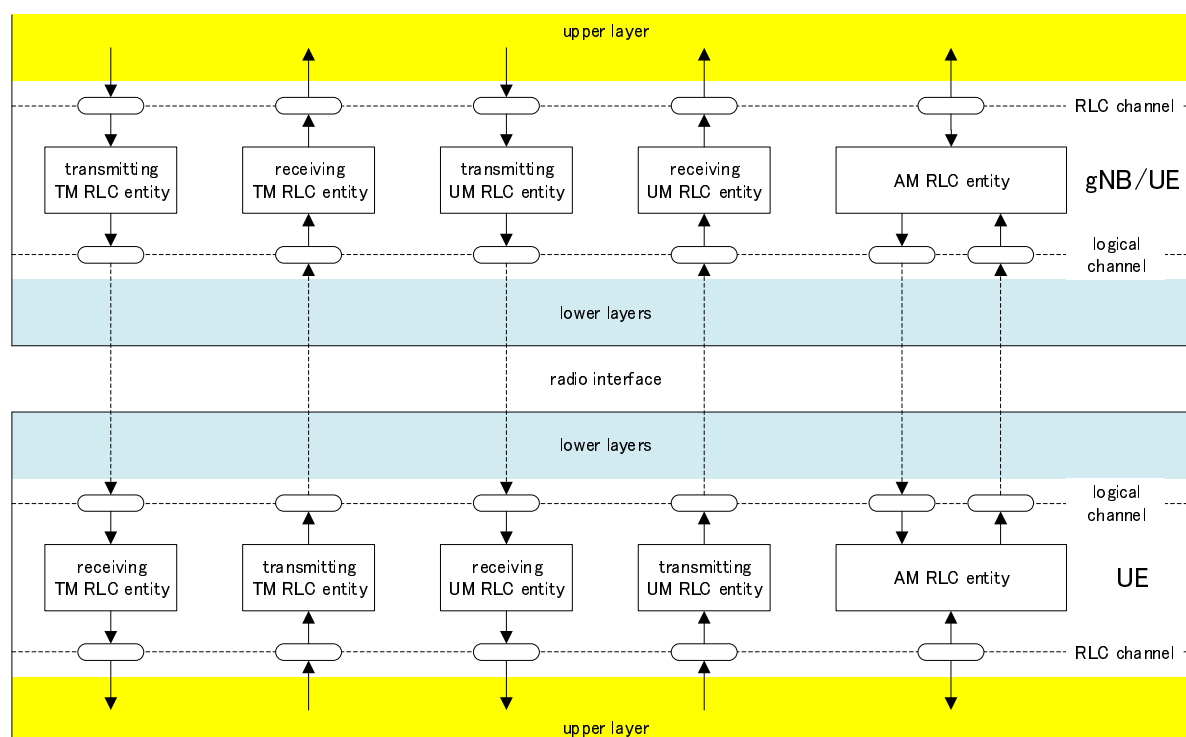 upper layer
RLC channel
transmitting
TM RLC entity
receiving
TM RLC entity
transmitting
UM RLC entity
receiving
UM RLC entity
AM RLC entity
gNB/UE
logical
channel
lower layers
radio interface
lower layers
logical
channel
receiving
TM RLC entity
transmitting
TM RLC entity
receiving
UM RLC entity
transmitting
UM RLC entity
AM RLC entity
UE
RLC channel
upper layer